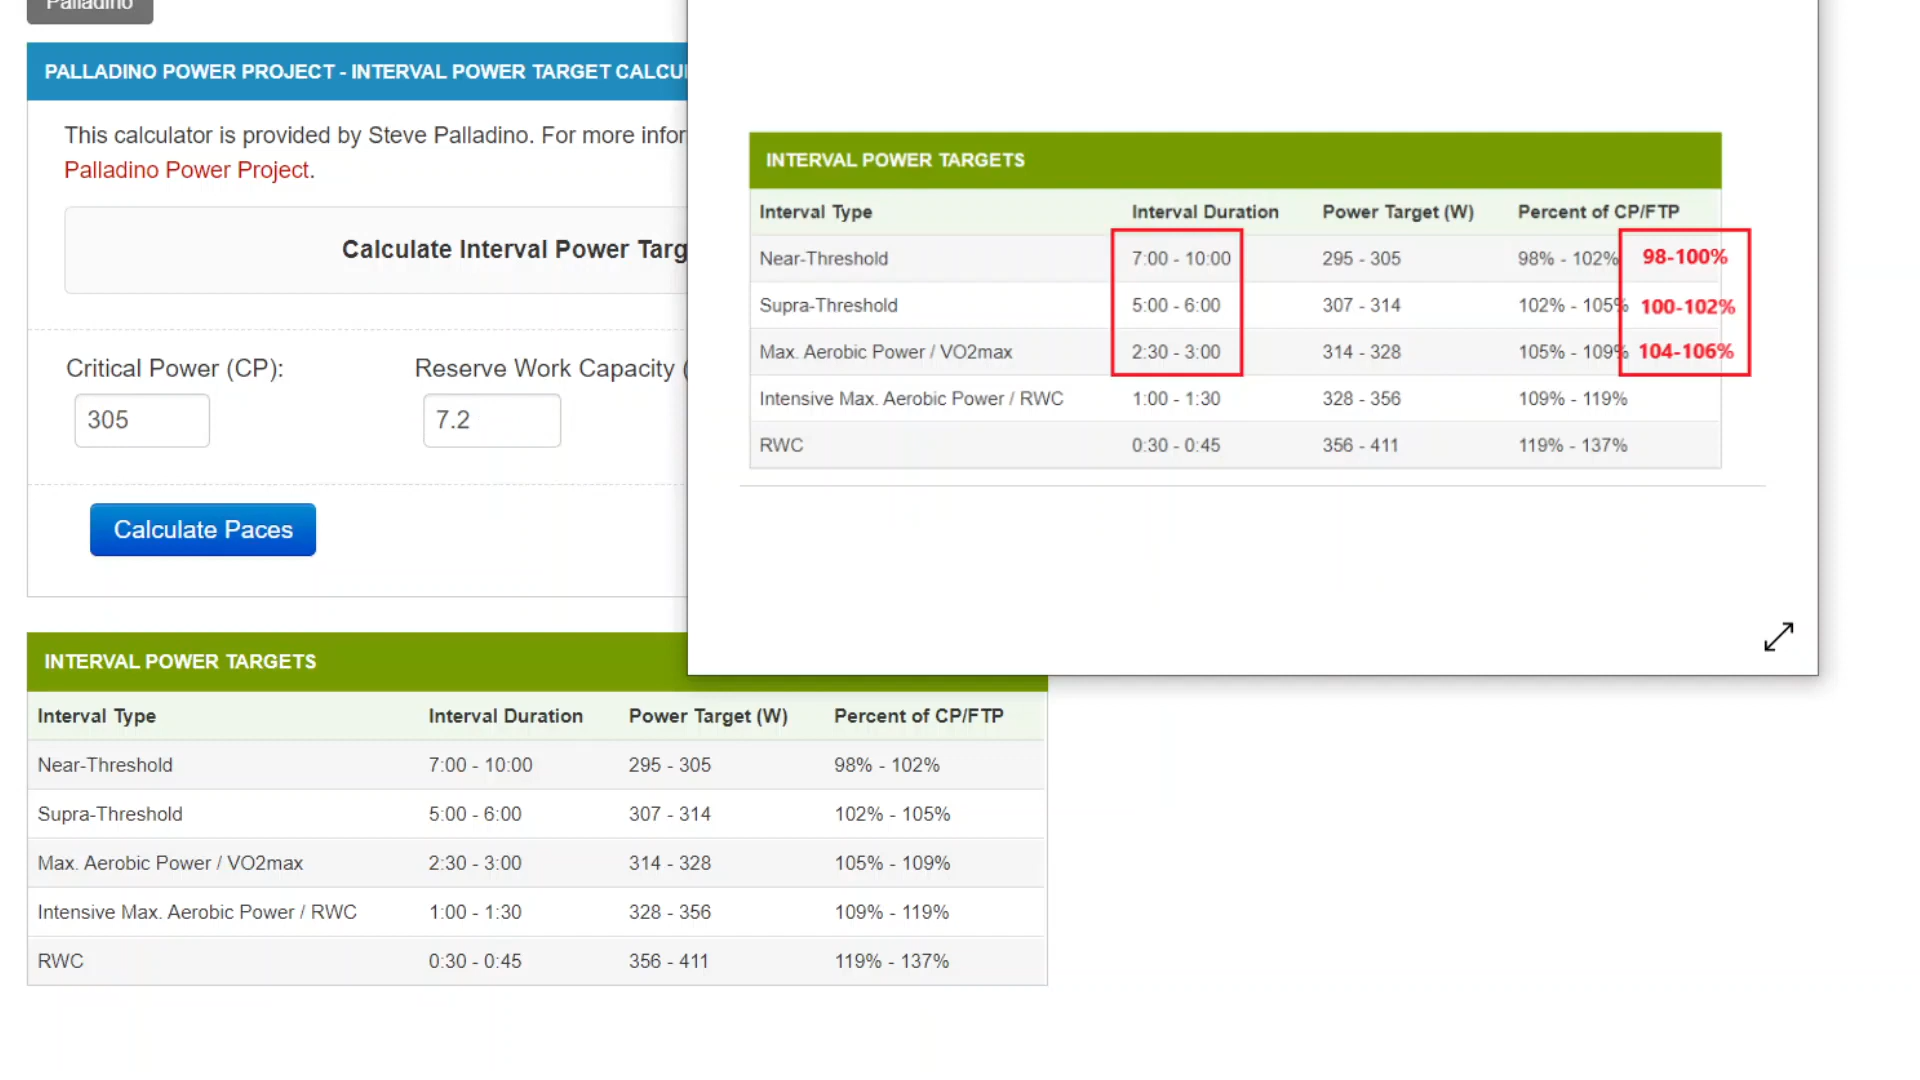 Palladino
PALLADINO POWER PROJECT - INTERVAL POWER TARGET CALCU
This calculator is provided by Steve Palladino. For more infor
Palladino Power Project.
Calculate Interval Power Targ
Critical Power (CP):
Reserve Work Capacity (
305
7.2
Calculate Paces
INTERVAL POWER TARGETS
Interval Type Interval Duration Power Target (W) Percent of CP/FTP
Near-Threshold 7:00 - 10:00 295 - 305 98% - 102% 98-100%
Supra-Threshold 5:00 - 6:00 307 - 314 102% - 105% 100-102%
Max. Aerobic Power / VO2max 2:30 - 3:00 314 - 328 105% - 109% 104-106%
Intensive Max. Aerobic Power / RWC 1:00 - 1:30 328 - 356 109% - 119%
RWC 0:30 - 0:45 356 - 411 119% - 137%
INTERVAL POWER TARGETS
Interval Type Interval Duration Power Target (W) Percent of CP/FTP
Near-Threshold 7:00 - 10:00 295 - 305 98% - 102%
Supra-Threshold 5:00 - 6:00 307 - 314 102% - 105%
Max. Aerobic Power / VO2max 2:30 - 3:00 314 - 328 105% - 109%
Intensive Max. Aerobic Power / RWC 1:00 - 1:30 328 - 356 109% - 119%
RWC 0:30 - 0:45 356 - 411 119% - 137%